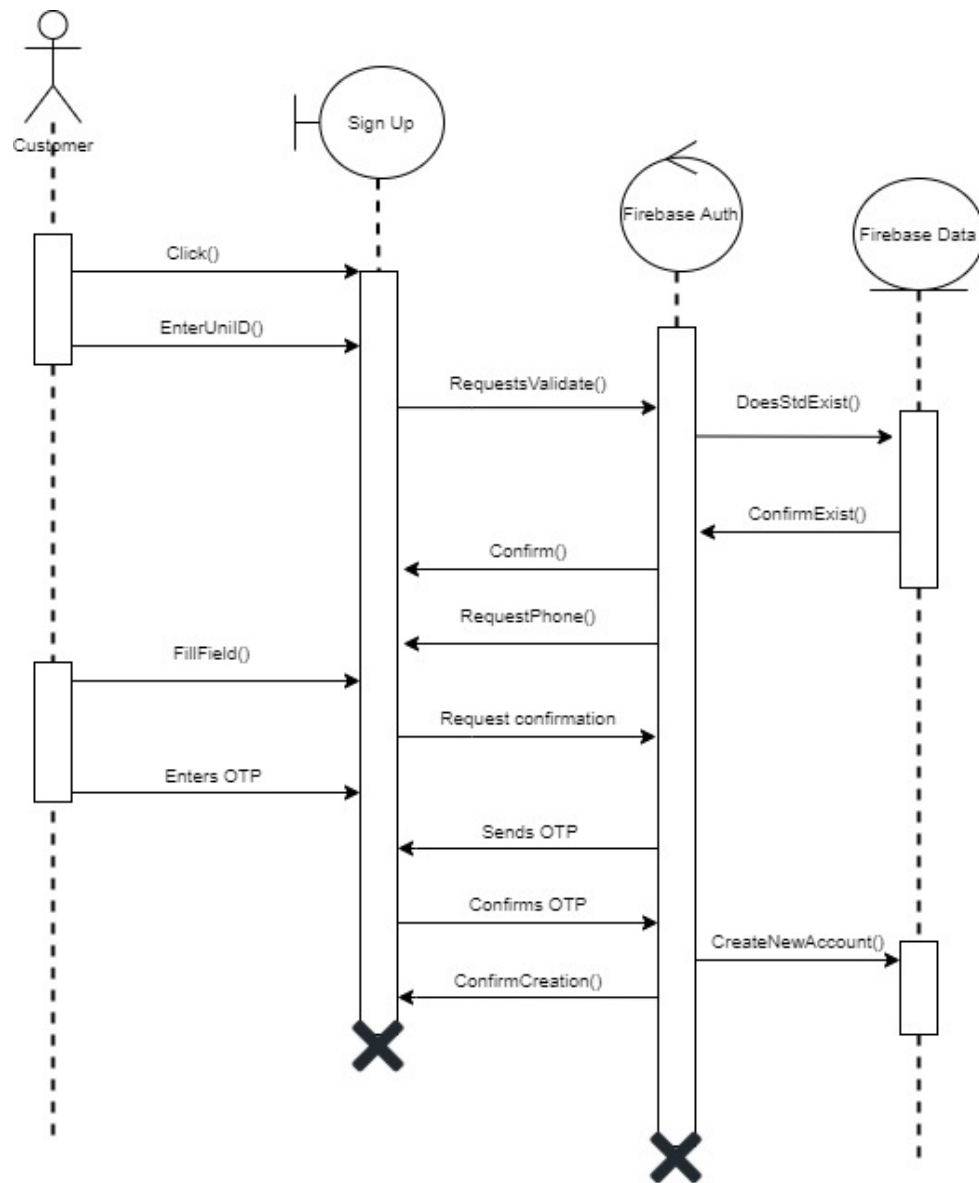 Customer
Sign Up
Firebase Auth
Firebase Data
Click()
EnterUniID()
RequestsValidate()
DoesStdExist()
ConfirmExist()
Confirm()
RequestPhone()
FillField()
Request confirmation
Enters OTP
Sends OTP
Confirms OTP
CreateNewAccount()
ConfirmCreation()